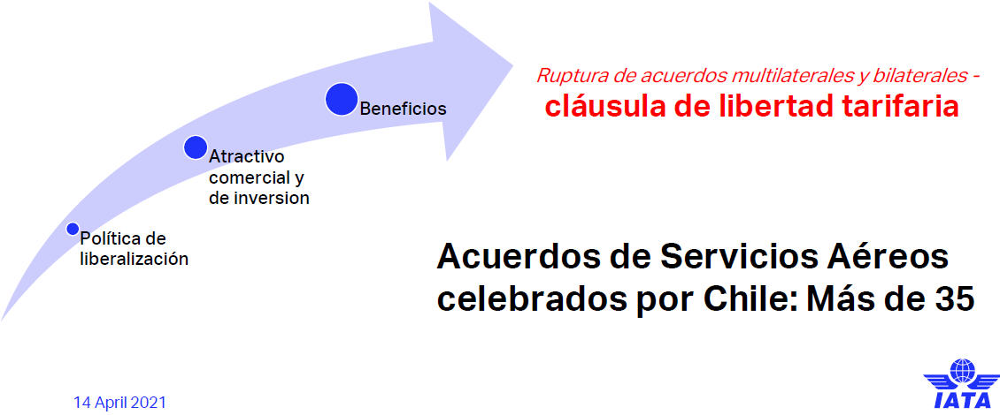 Ruptura de acuerdos multilaterales y bilaterales -
cláusula de libertad tarifaria
Beneficios
Atractivo
comercial y
de inversion
Política de
liberalización
Acuerdos de Servicios Aéreos
celebrados por Chile: Más de 35
14 April 2021
IATA